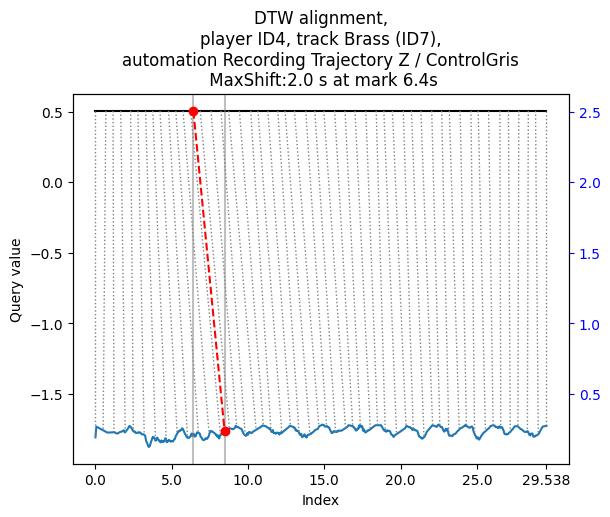 DTW alignment,
player ID4, track Brass (ID7),
automation Recording Trajectory Z / ControlGris
MaxShift:2.0 s at mark 6.4s
0.5
0.0
−0.5
−1.0
−1.5
Query value
2.5
2.0
1.5
1.0
0.5
0.0
5.0
10.0
15.0
20.0
25.0
29.538
Index